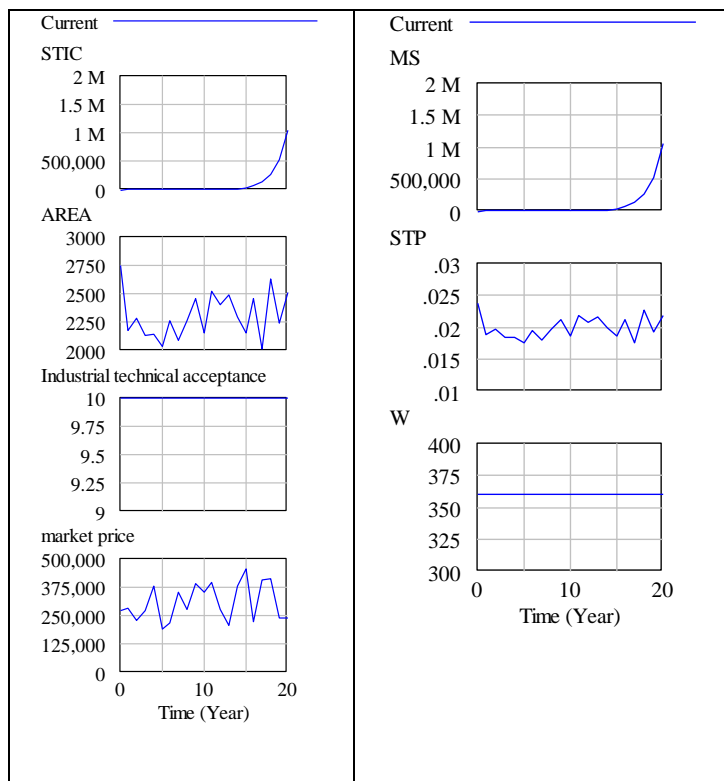 Current
STIC
2 M
1.5 M
1 M
500,000
0
AREA
3000
2750
2500
2250
2000
Industrial technical acceptance
10
9.75
9.5
9.25
9
market price
500,000
375,000
250,000
125,000
0
0 10 20
Time (Year)
Current
MS
2 M
1.5 M
1 M
500,000
0
STP
.03
.025
.02
.015
.01
W
400
375
350
325
300
0 10 20
Time (Year)